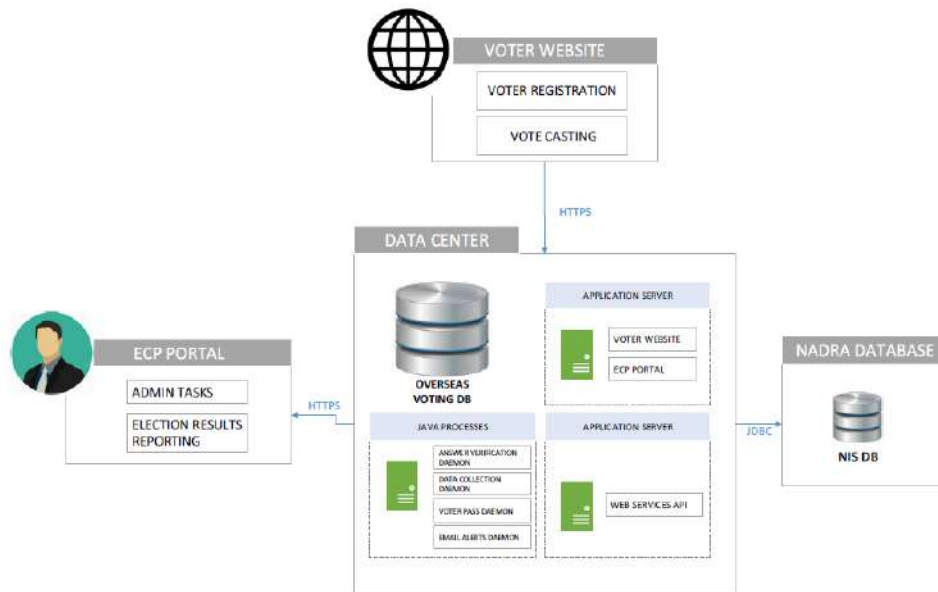 VOTER WEBSITE
VOTER REGISTRATION
VOTE CASTING
HTTPS
DATA CENTER
OVERSEAS
VOTING DB
APPLICATION SERVER
VOTER WEBSITE
ECP PORTAL
ECP PORTAL
ADMIN TASKS
ELECTION RESULTS
REPORTING
HTTPS
JAVA PROCESSES
ANSWER VERIFICATION
DAEMON
DATA COLLECTION
DAEMON
VOTER PASS DAEMON
EMAIL ALERTS DAEMON
APPLICATION SERVER
WEB SERVICES API
JDBC
NADRA DATABASE
NIS DB